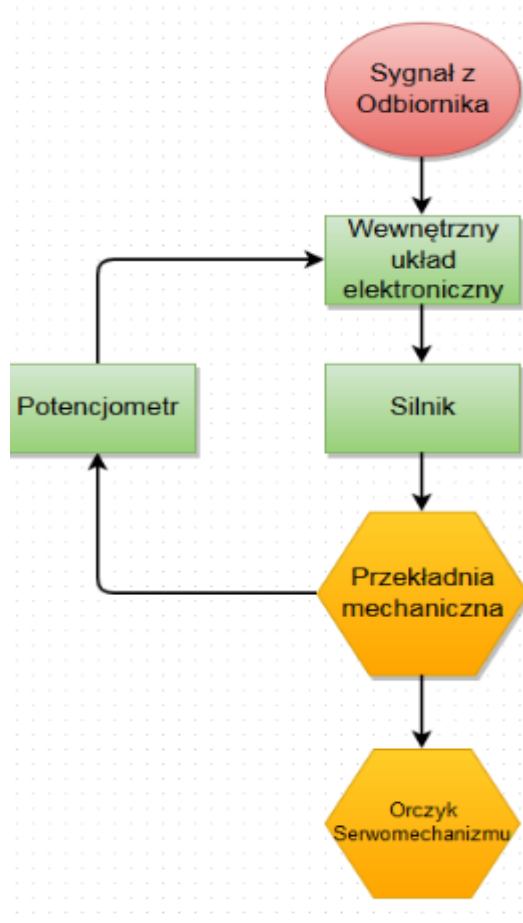 Sygnał z
Odbiornika
Wewnętrzny
układ
elektroniczny
Potencjometr
Silnik
Przekładnia
mechaniczna
Orczyk
Serwomechanizmu